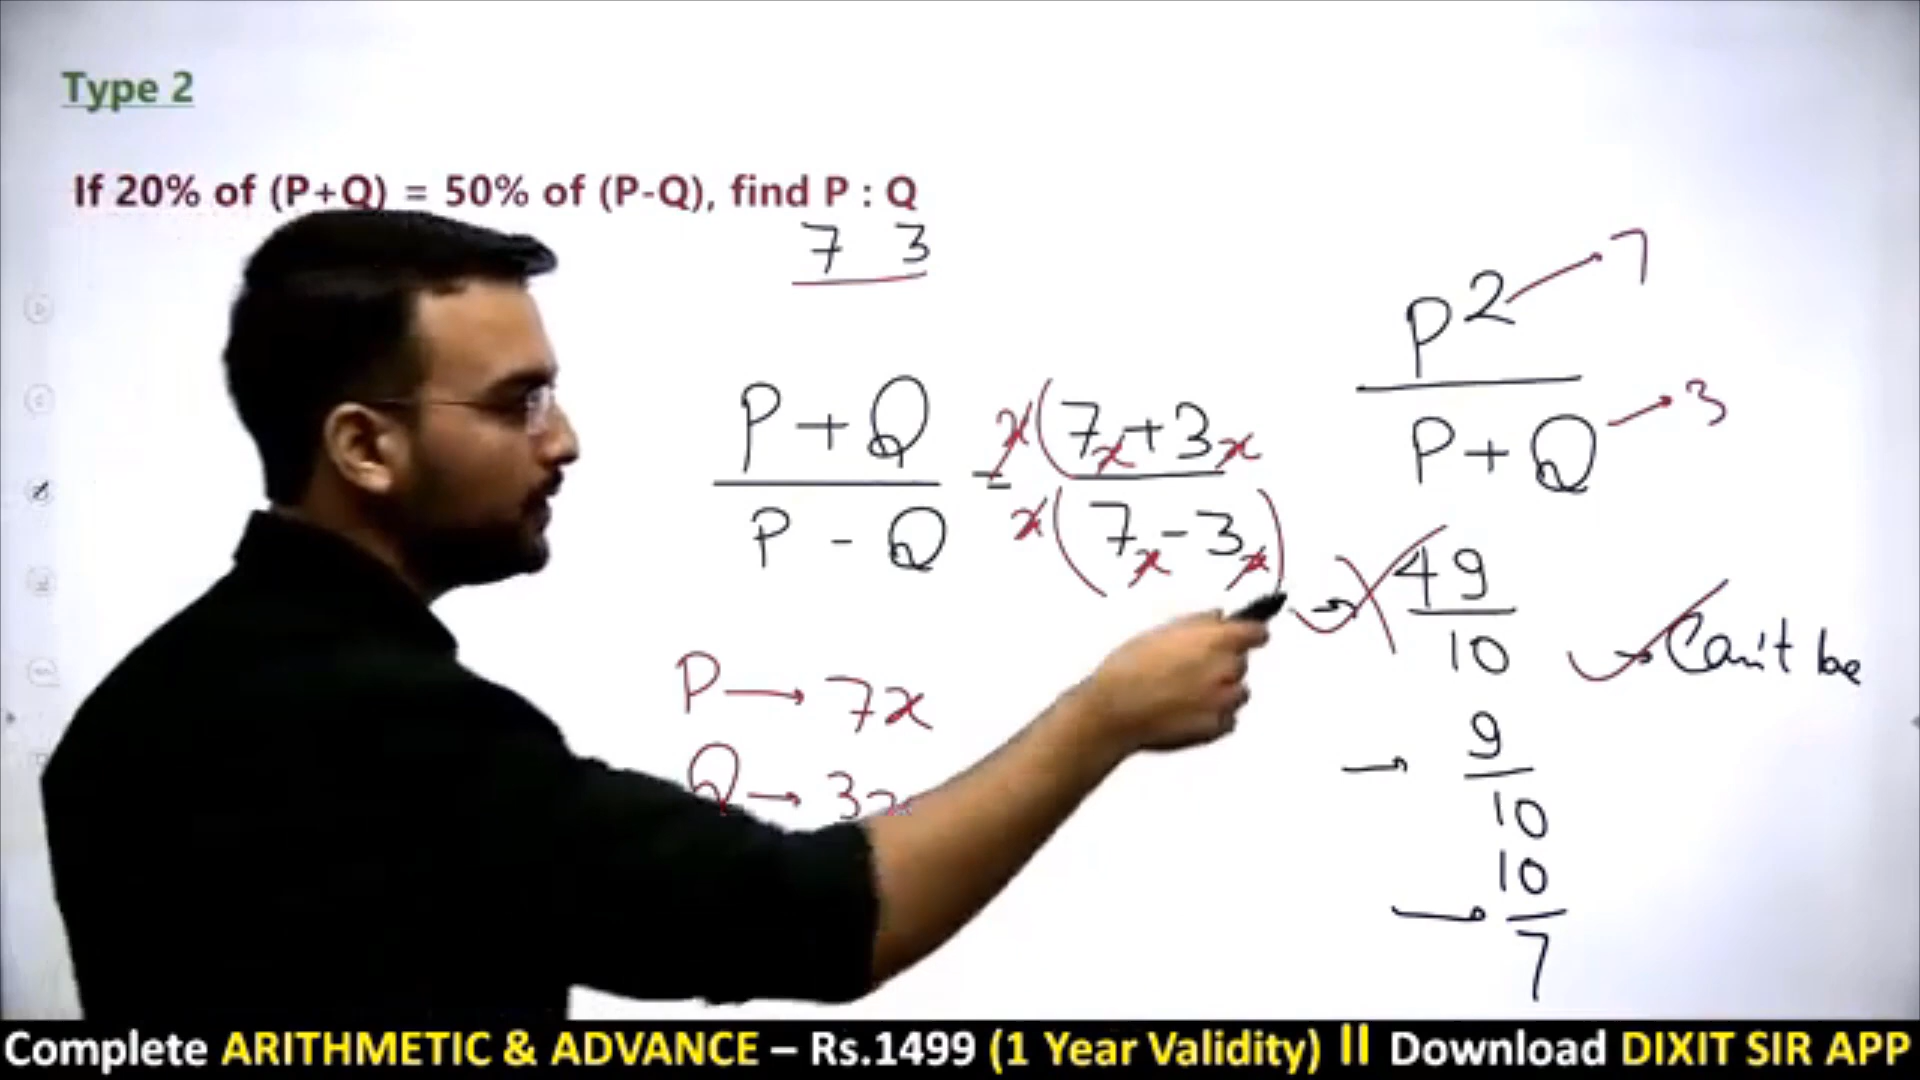 Type 2
If 20% of (P+Q) = 50% of (P-Q), find P : Q
7 3
P+Q
P-Q
=
x(7x+3x
x(7x-3x)
P → 7x
Q → 3x
P2 → 7
P+Q → 3
49
10
→ Can't be
→ 9
10
→ 10
7
Complete ARITHMETIC & ADVANCE – Rs.1499 (1 Year Validity) II Download DIXIT SIR APP